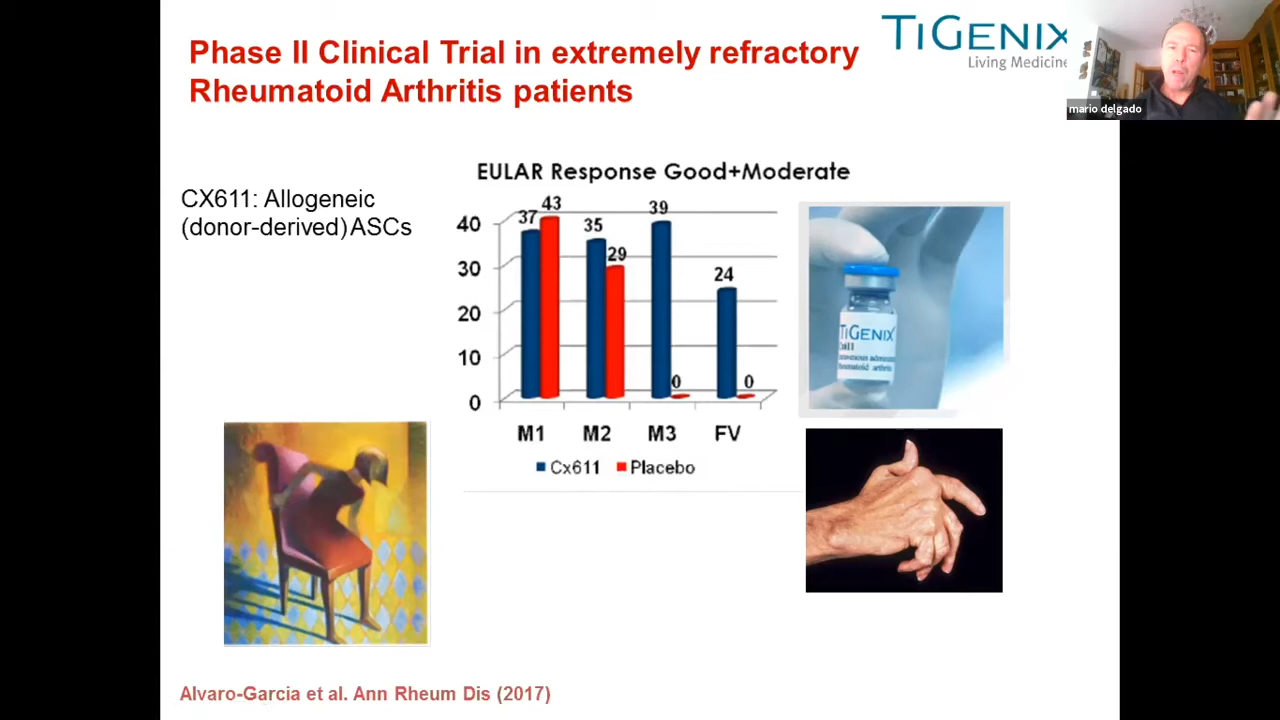 Phase II Clinical Trial in extremely refractory
Rheumatoid Arthritis patients
TiGENIX
Living Medicine
mario delgado
CX611: Allogeneic
(donor-derived) ASCs
EULAR Response Good+Moderate
40
30
20
10
0
37
43
35
29
39
0
24
0
M1
M2
M3
FV
Cx611
Placebo
TIGENIX
Alvaro-Garcia et al. Ann Rheum Dis (2017)